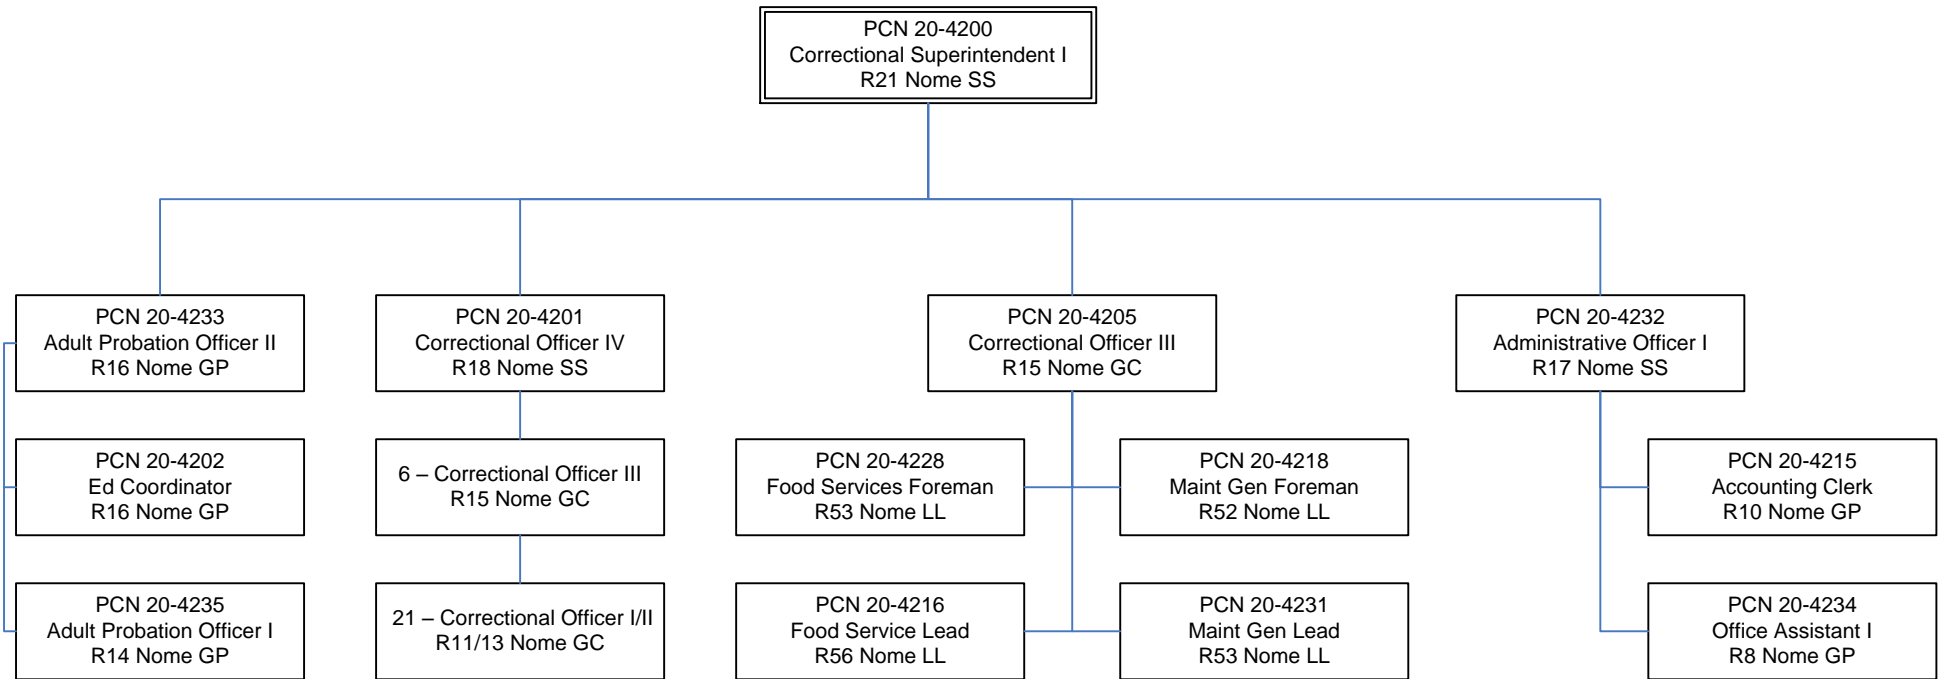 PCN 20-4200
Correctional Superintendent I
R21 Nome SS
PCN 20-4233
Adult Probation Officer II
R16 Nome GP
PCN 20-4201
Correctional Officer IV
R18 Nome SS
PCN 20-4205
Correctional Officer III
R15 Nome GC
PCN 20-4232
Administrative Officer I
R17 Nome SS
PCN 20-4202
Ed Coordinator
R16 Nome GP
6 – Correctional Officer III
R15 Nome GC
PCN 20-4228
Food Services Foreman
R53 Nome LL
PCN 20-4218
Maint Gen Foreman
R52 Nome LL
PCN 20-4215
Accounting Clerk
R10 Nome GP
PCN 20-4235
Adult Probation Officer I
R14 Nome GP
21 – Correctional Officer I/II
R11/13 Nome GC
PCN 20-4216
Food Service Lead
R56 Nome LL
PCN 20-4231
Maint Gen Lead
R53 Nome LL
PCN 20-4234
Office Assistant I
R8 Nome GP